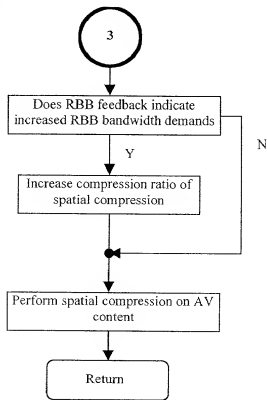 3
Does RBB feedback indicate
increased RBB bandwidth demands
N
Y
Increase compression ratio of
spatial compression
Perform spatial compression on AV
content
Return